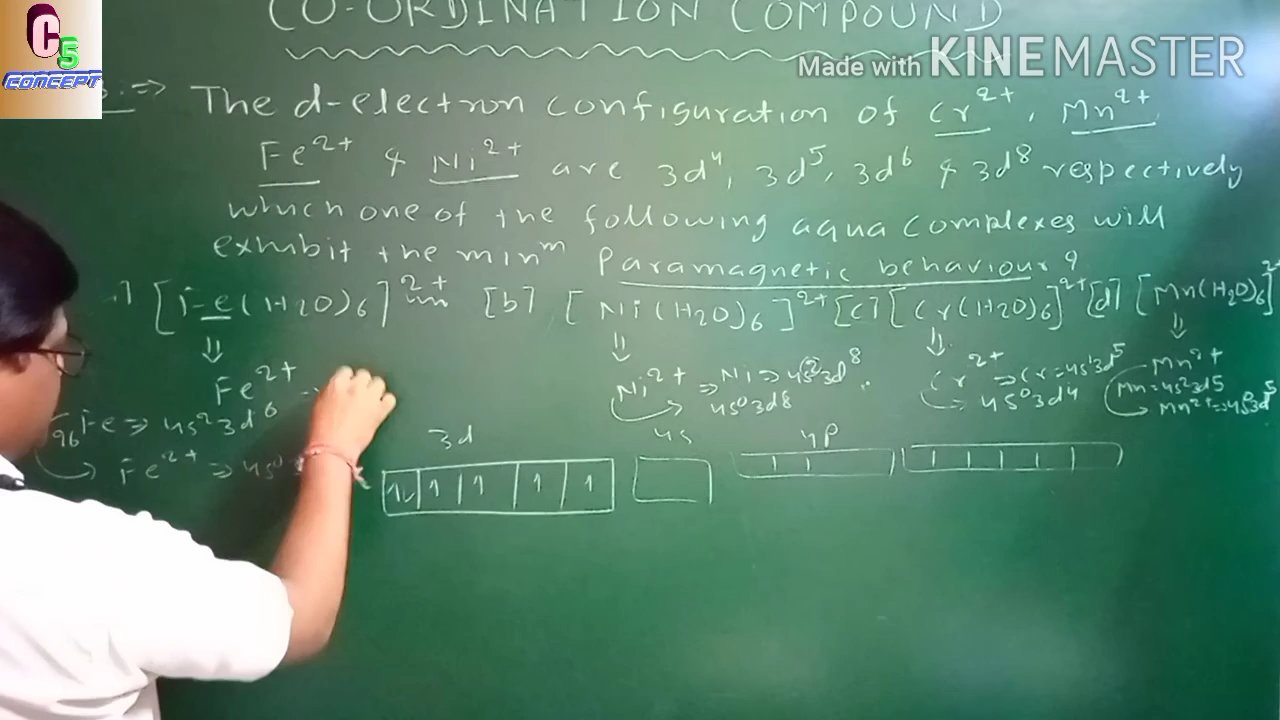 CO-ORDINATION COMPOUND
C5
CONCEPT
Made with KINEMASTER
⇒ The d-electron configuration of Cr²⁺, Mn²⁺
Fe²⁺ & Ni²⁺ are 3d⁴, 3d⁵, 3d⁶ & 3d⁸ respectively
which one of the following aqua complexes will
exhibit the minᵐ paramagnetic behaviour ?
] [Fe(H2O)6]²⁺ [b] [Ni(H2O)6]²⁺ [c] [Cr(H2O)6]²⁺ [d] [Mn(H2O)6]²⁺
⇓ ⇓ ⇓ ⇓
Fe²⁺ Ni²⁺ ⇒ Ni ⇒ 4s²3d⁸ Cr²⁺ ⇒ Cr = 4s¹3d⁵ Mn²⁺
4s⁰3d8 4s⁰3d⁴ Mn = 4s²3d5
Mn²⁺ ⇒ 4s⁰3d⁵
Fe ⇒ 4s²3d⁶
Fe²⁺ ⇒ 4s⁰
3d 4s 4p